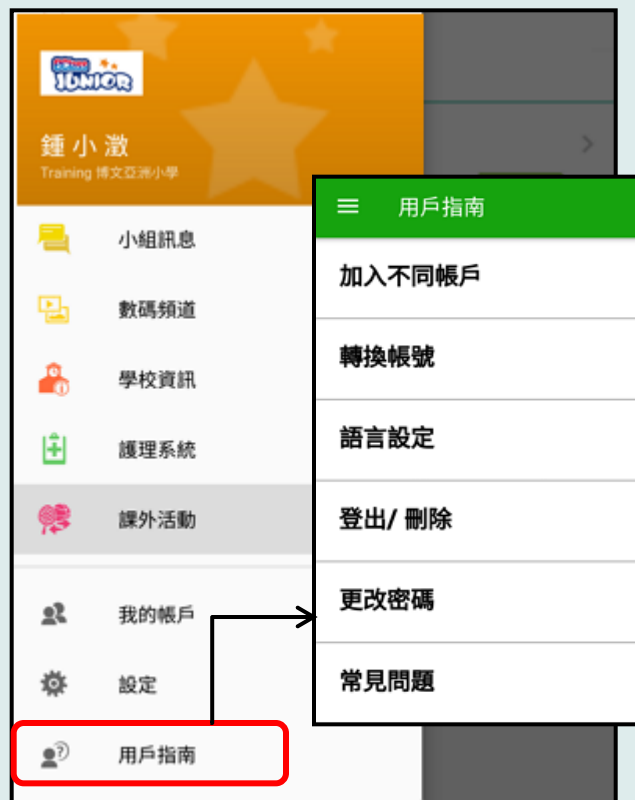 JUNIOR
鍾小澂
Training 博文亞洲小學
小組訊息
數碼頻道
學校資訊
護理系統
課外活動
我的帳戶
設定
用戶指南
用戶指南
加入不同帳戶
轉換帳號
語言設定
登出/ 刪除
更改密碼
常見問題